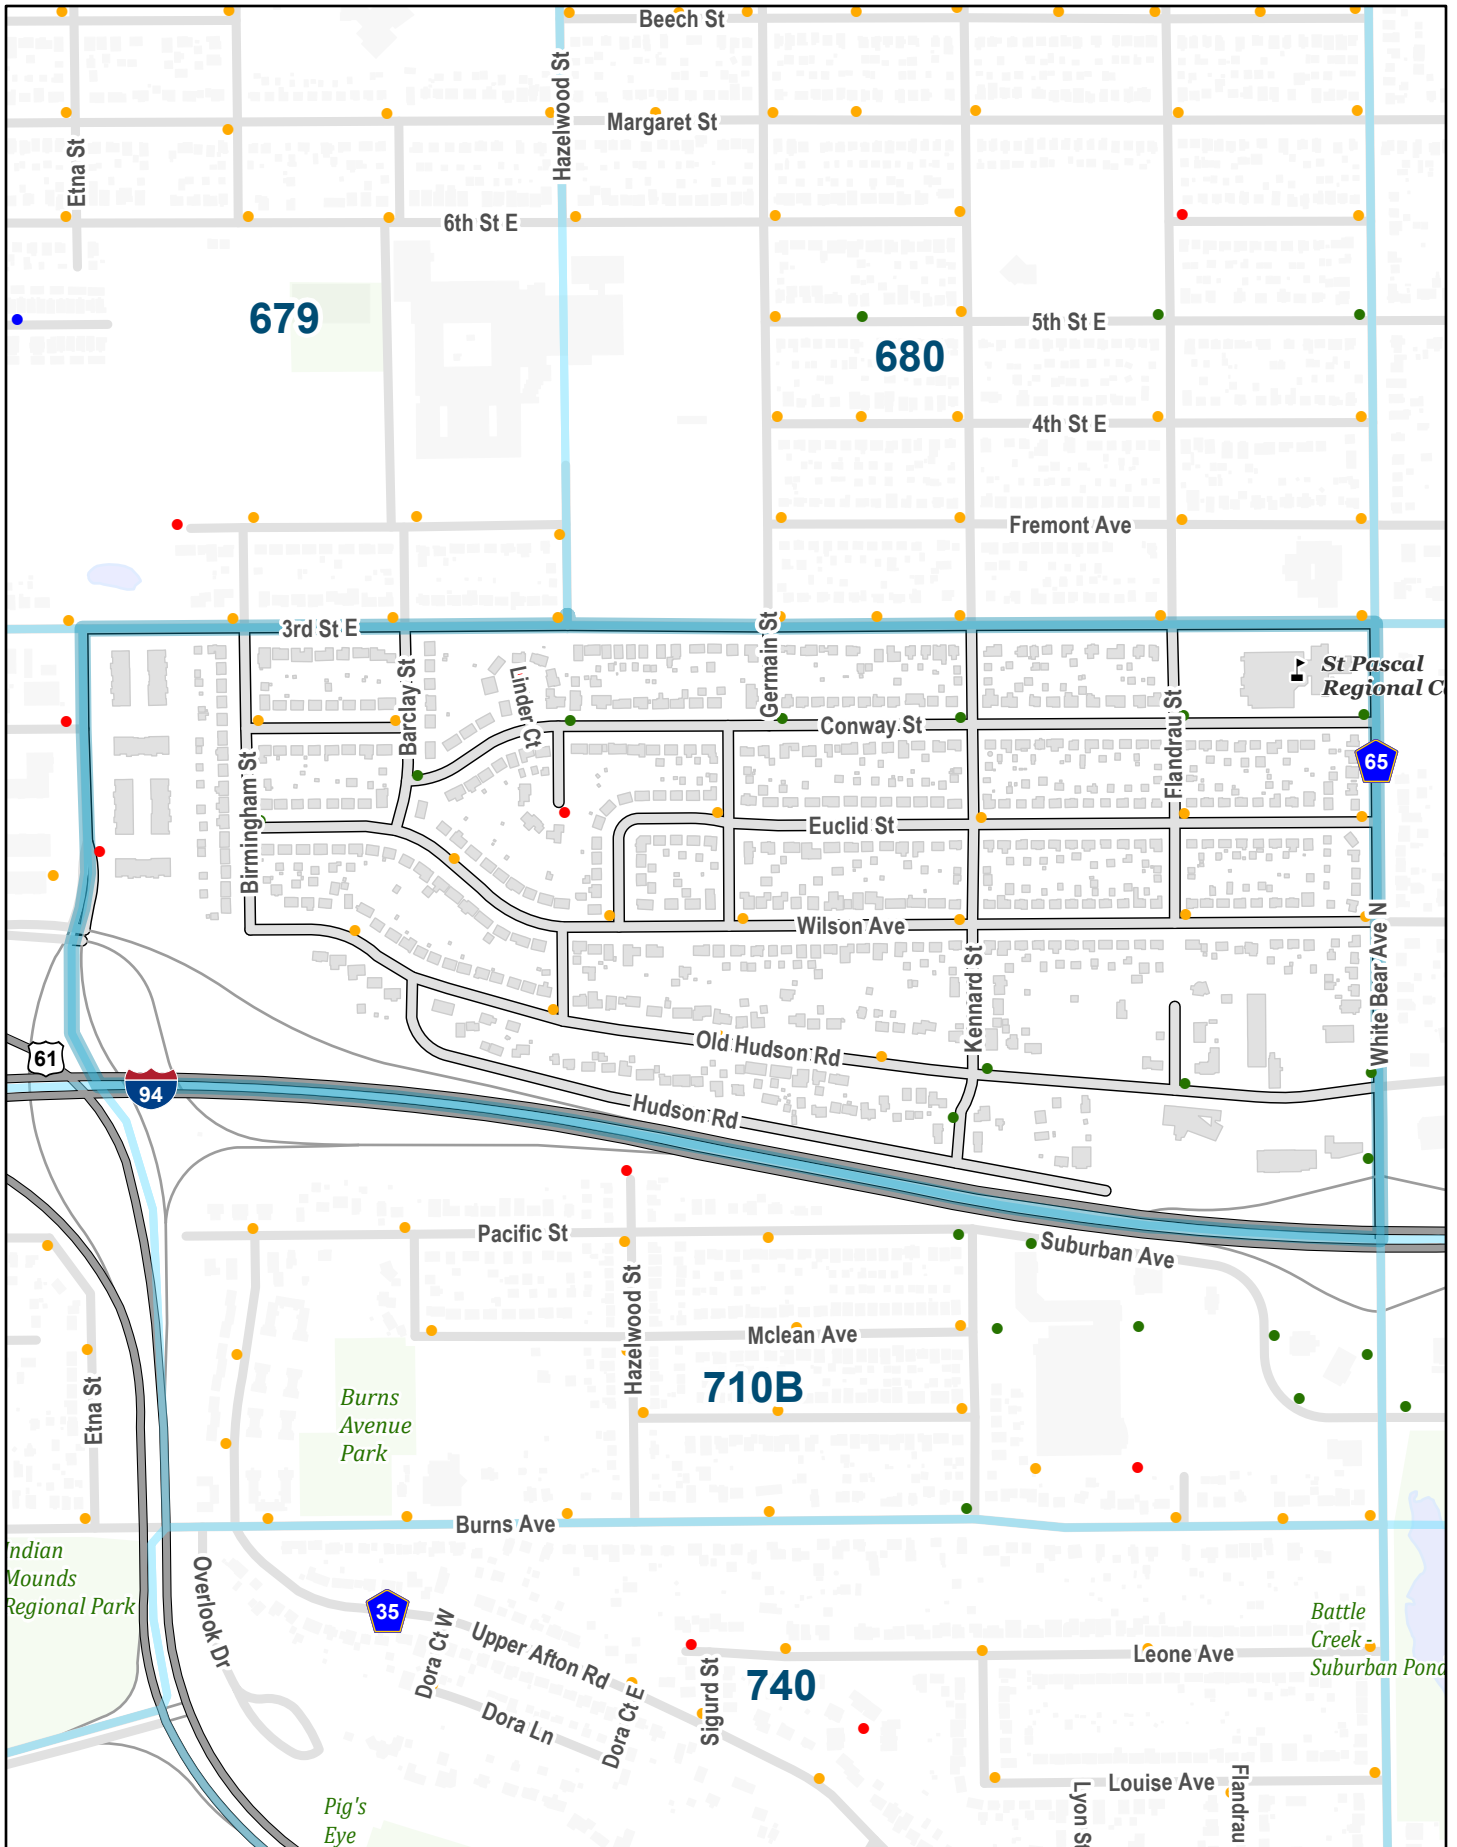 Beech St
Hazelwood St
Margaret St
Etna St
6th St E
679
5th St E
680
4th St E
Fremont Ave
3rd St E
Germain St
Barclay St
Linder Ct
St Pascal
Regional C
Conway St
Flandrau St
65
Birmingham St
Euclid St
Wilson Ave
White Bear Ave N
Kennard St
Old Hudson Rd
61
94
Hudson Rd
Pacific St
Suburban Ave
Hazelwood St
Mclean Ave
710B
Etna St
Burns
Avenue
Park
Burns Ave
Indian
Mounds
Regional Park
Overlook Dr
35
Dora Ct W
Upper Afton Rd
Battle
Creek -
Suburban Pond
Leone Ave
Sigurd St
740
Dora Ct E
Dora Ln
Louise Ave
Lyon St
Flandrau
Pig's
Eye